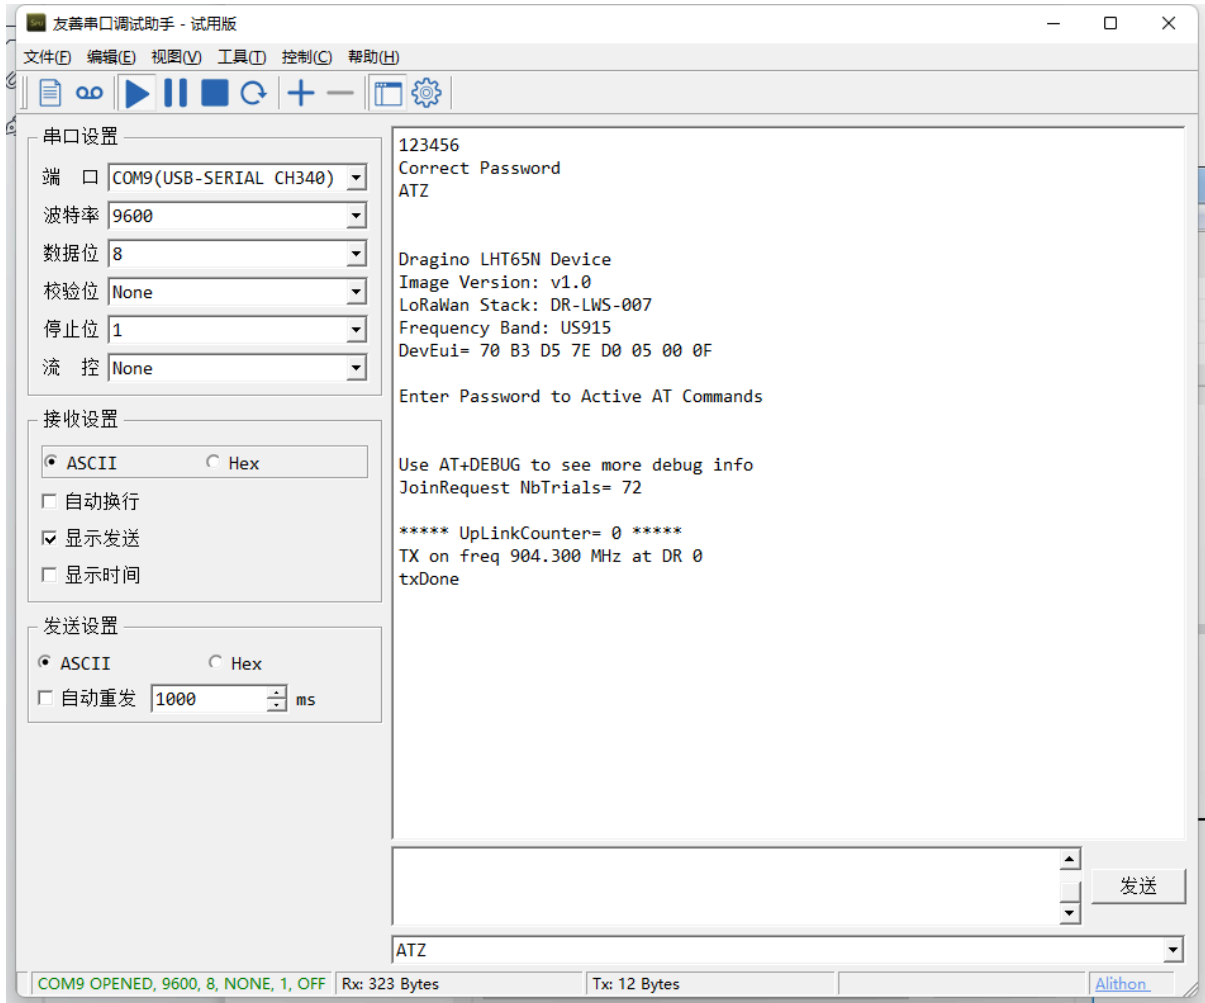 友善串口调试助手 - 试用版
文件(F) 编辑(E) 视图(V) 工具(T) 控制(C) 帮助(H)
串口设置
端 口 COM9(USB-SERIAL CH340)
波特率 9600
数据位 8
校验位 None
停止位 1
流 控 None
接收设置
ASCII Hex
自动换行
显示发送
显示时间
发送设置
ASCII Hex
自动重发 1000 ms
123456
Correct Password
ATZ
Dragino LHT65N Device
Image Version: v1.0
LoRaWan Stack: DR-LWS-007
Frequency Band: US915
DevEui= 70 B3 D5 7E D0 05 00 0F
Enter Password to Active AT Commands
Use AT+DEBUG to see more debug info
JoinRequest NbTrials= 72
***** UpLinkCounter= 0 *****
TX on freq 904.300 MHz at DR 0
txDone
发送
ATZ
COM9 OPENED, 9600, 8, NONE, 1, OFF Rx: 323 Bytes Tx: 12 Bytes Alithon